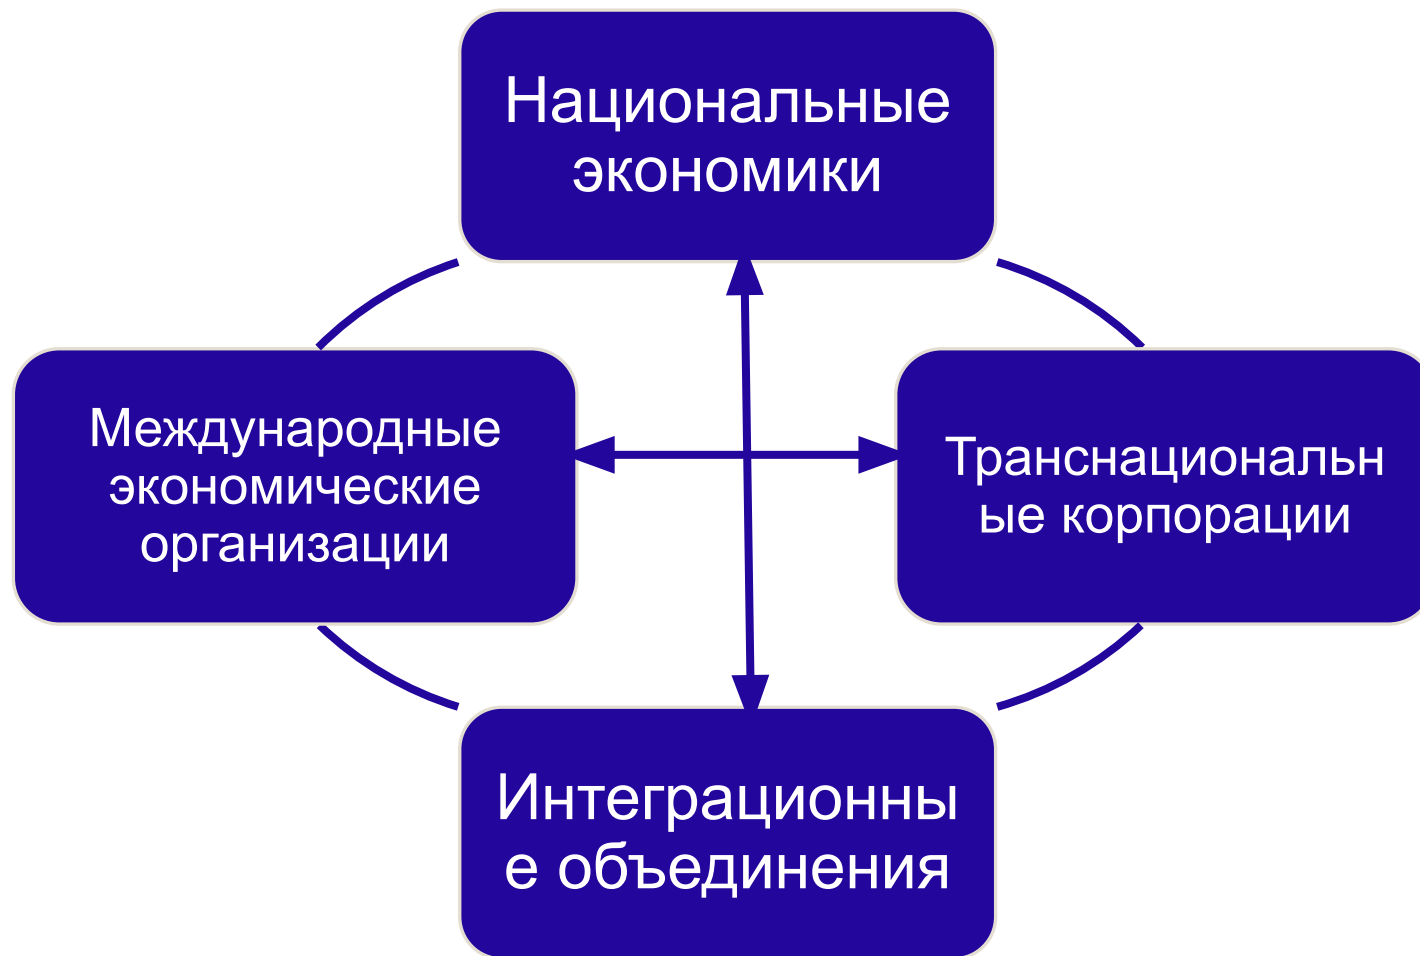 Национальные
экономики
Международные
экономические
организации
Транснациональн
ые корпорации
Интеграционны
е объединения